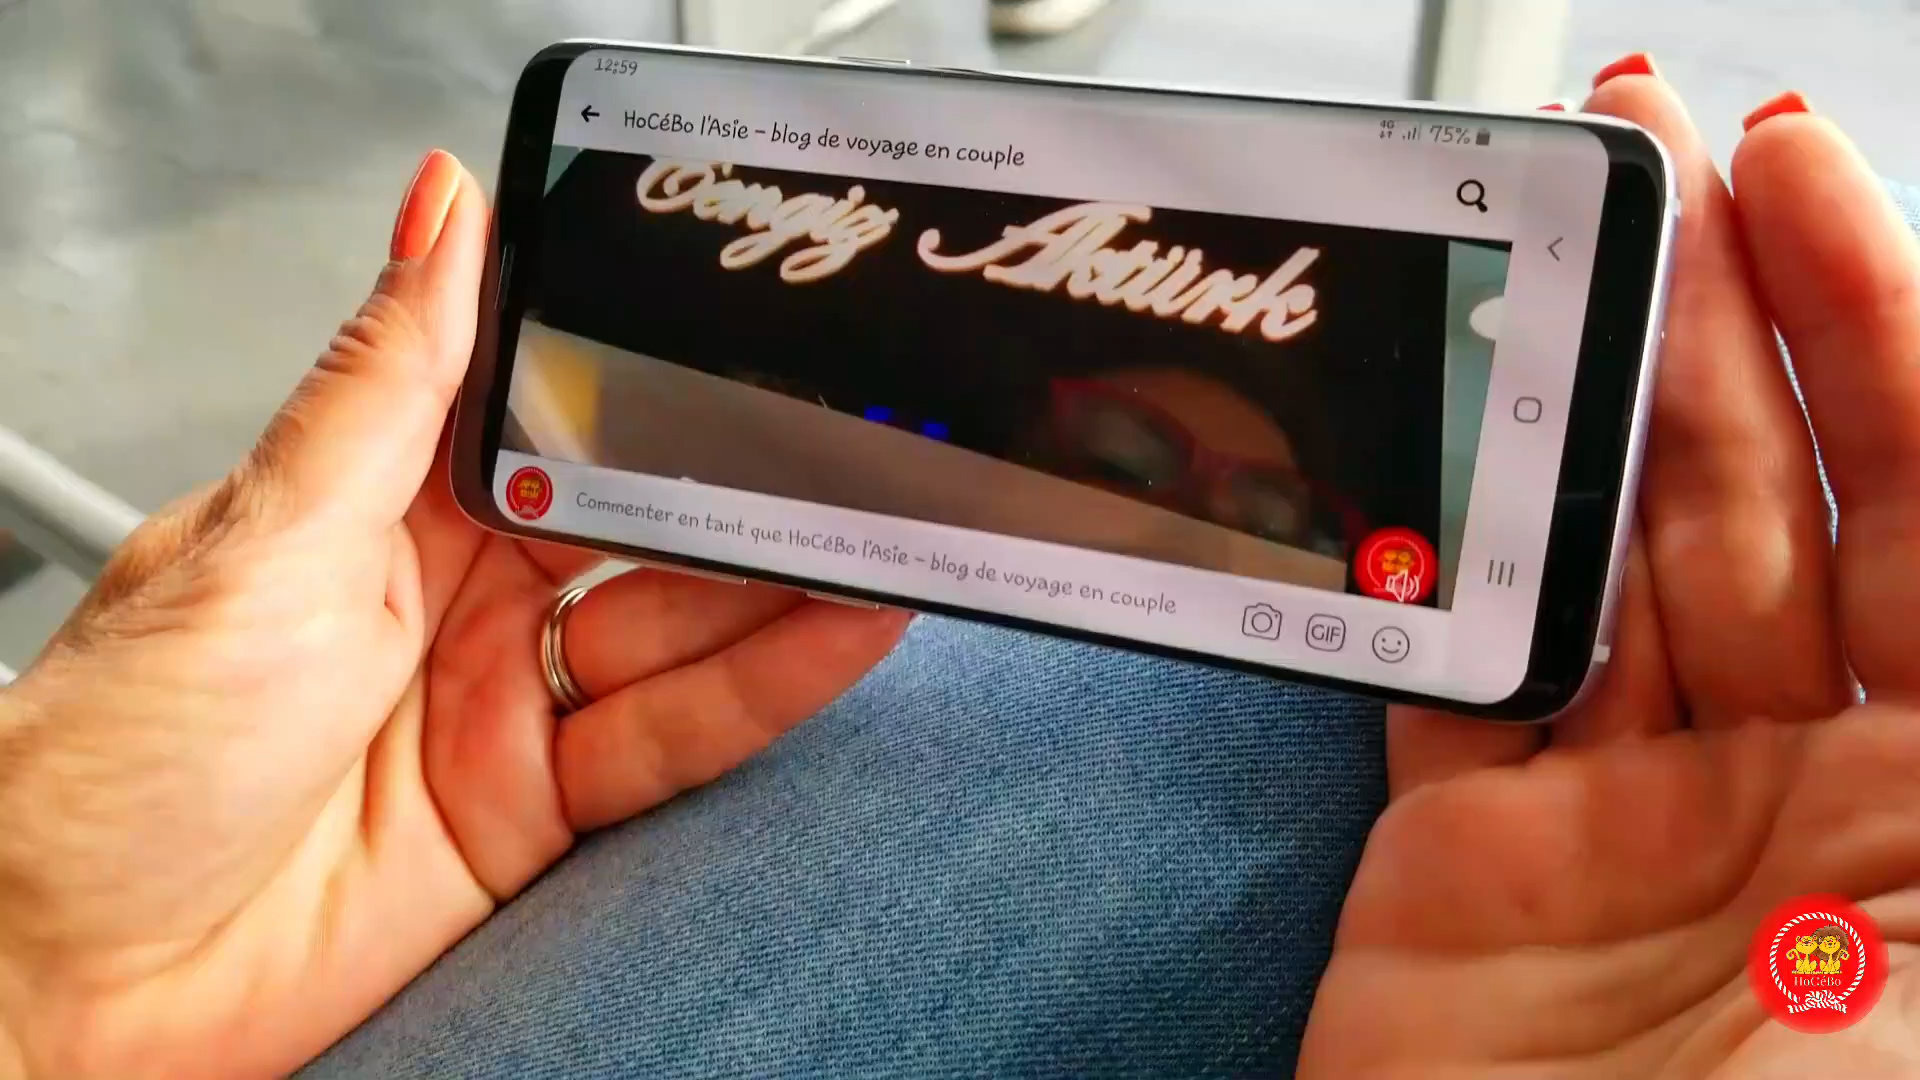 12:59
4G 75%
HoCéBo l'Asie - blog de voyage en couple
Cengiz Aktürk
Commenter en tant que HoCéBo l'Asie - blog de voyage en couple
GIF
HoCéBo